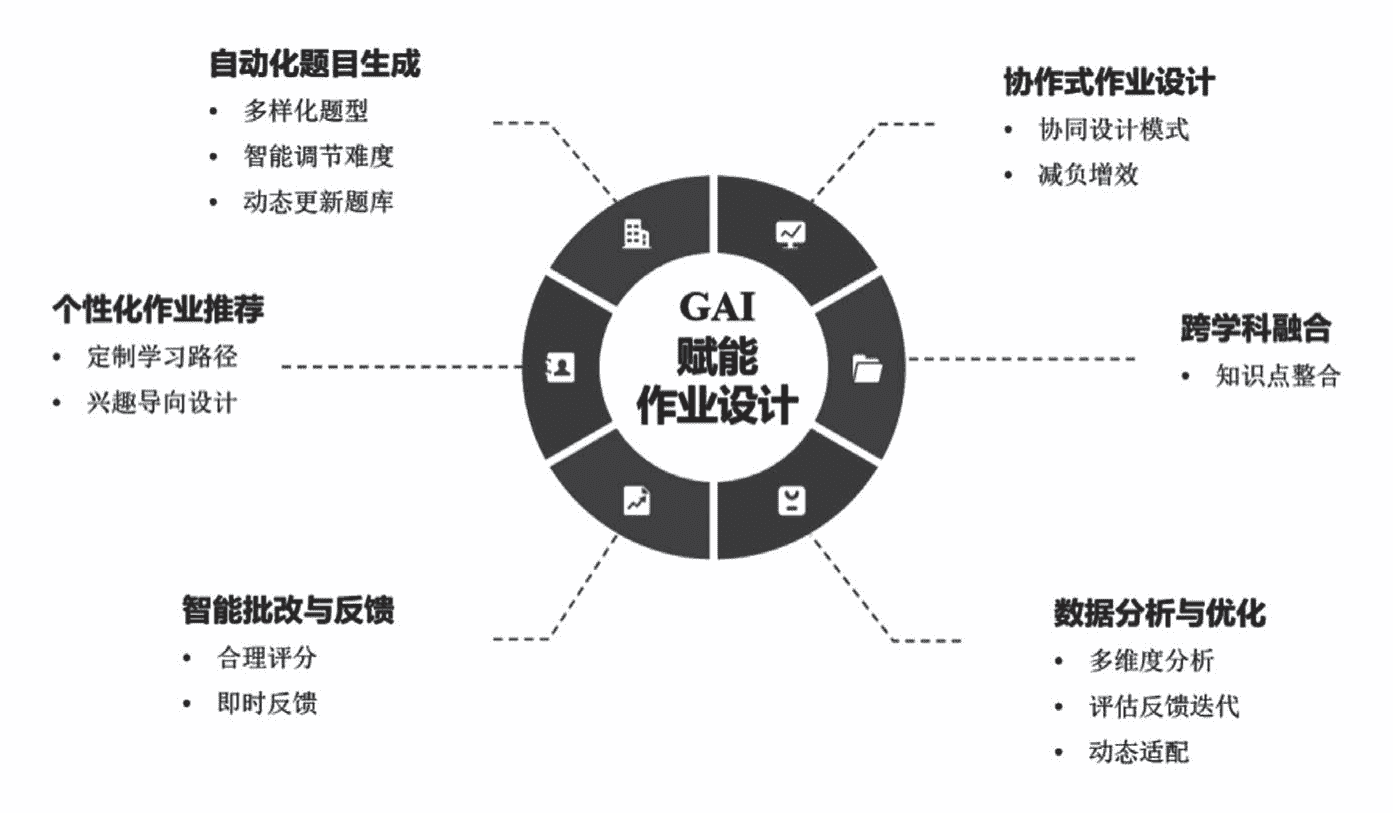 自动化题目生成
• 多样化题型
• 智能调节难度
• 动态更新题库
个性化作业推荐
• 定制学习路径
• 兴趣导向设计
智能批改与反馈
• 合理评分
• 即时反馈
GAI
赋能
作业设计
协作式作业设计
• 协同设计模式
• 减负增效
跨学科融合
• 知识点整合
数据分析与优化
• 多维度分析
• 评估反馈迭代
• 动态适配